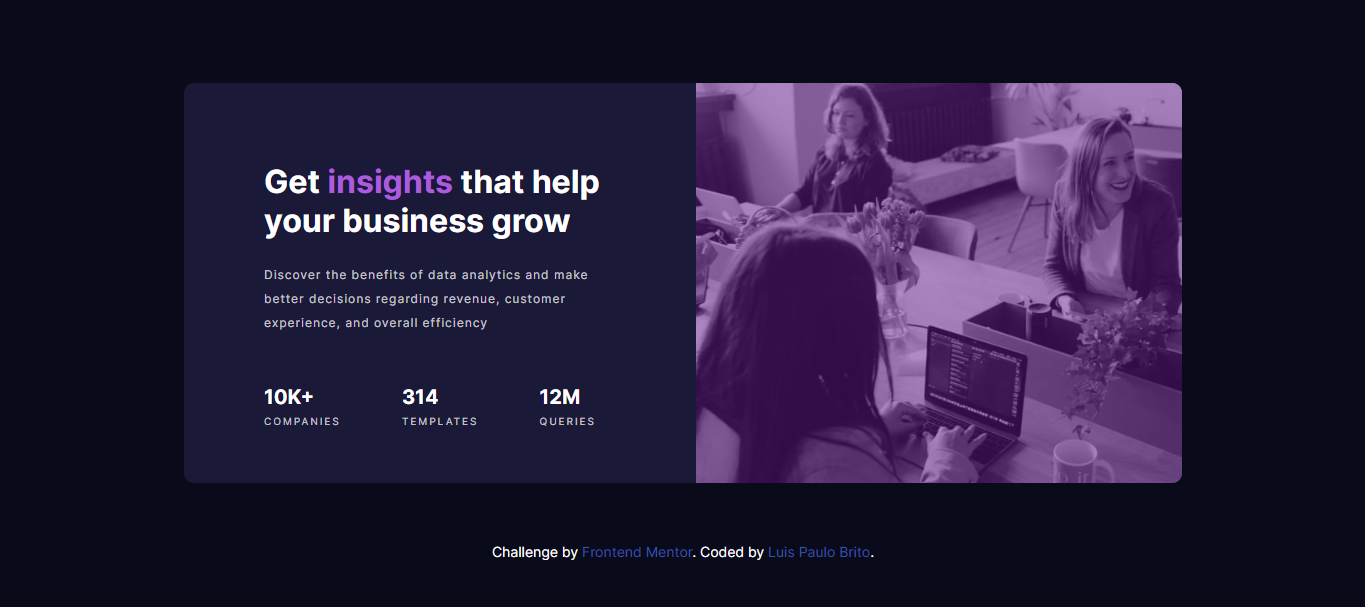 Get insights that help
your business grow
Discover the benefits of data analytics and make
better decisions regarding revenue, customer
experience, and overall efficiency
10K+ 314 12M
COMPANIES TEMPLATES QUERIES
Challenge by Frontend Mentor. Coded by Luis Paulo Brito.